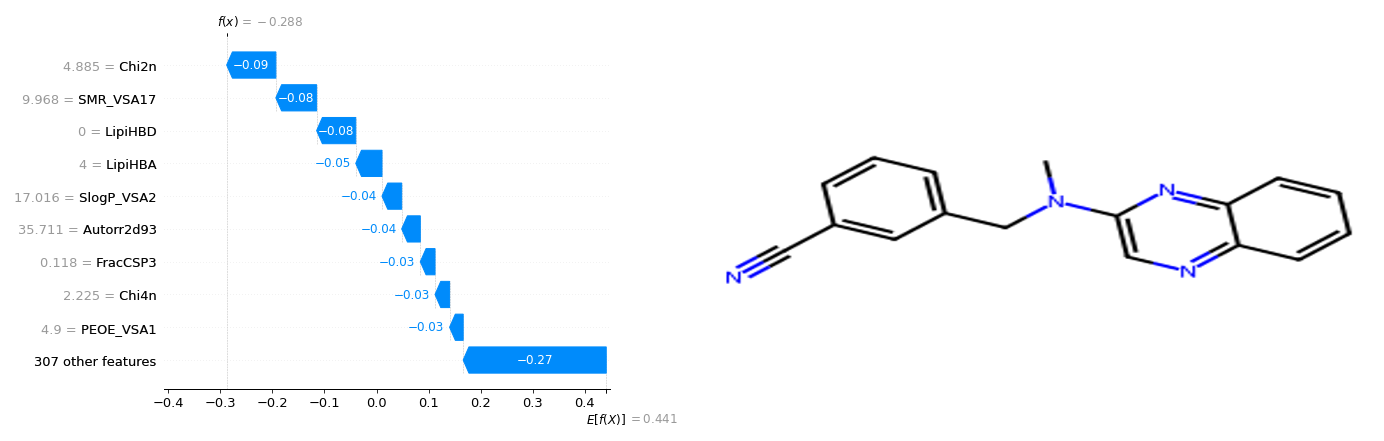 f(x) = −0.288
4.885 = Chi2n −0.09
9.968 = SMR_VSA17 −0.08
0 = LipiHBD −0.08
4 = LipiHBA −0.05
17.016 = SlogP_VSA2 −0.04
35.711 = Autorr2d93 −0.04
0.118 = FracCSP3 −0.03
2.225 = Chi4n −0.03
4.9 = PEOE_VSA1 −0.03
307 other features −0.27
−0.4 −0.3 −0.2 −0.1 0.0 0.1 0.2 0.3 0.4
E[f(X)] = 0.441
N
N
N
N